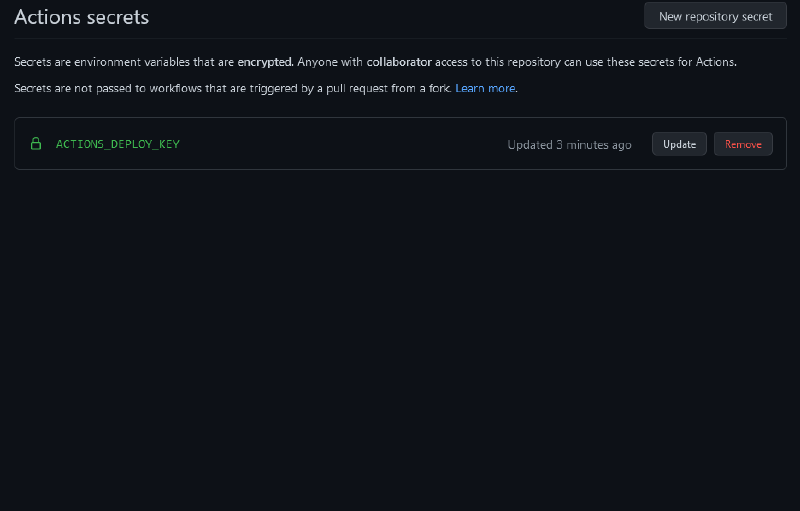 Actions secrets
New repository secret
Secrets are environment variables that are encrypted. Anyone with collaborator access to this repository can use these secrets for Actions.
Secrets are not passed to workflows that are triggered by a pull request from a fork. Learn more.
ACTIONS_DEPLOY_KEY
Updated 3 minutes ago
Update
Remove